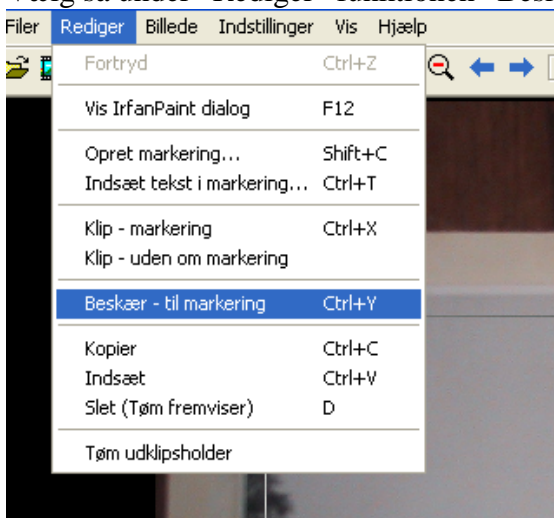 Filer Rediger Billede Indstillinger Vis Hjælp
Fortryd Ctrl+Z
Vis IrfanPaint dialog F12
Opret markering... Shift+C
Indsæt tekst i markering... Ctrl+T
Klip - markering Ctrl+X
Klip - uden om markering
Beskær - til markering Ctrl+Y
Kopier Ctrl+C
Indsæt Ctrl+V
Slet (Tøm fremviser) D
Tøm udklipsholder